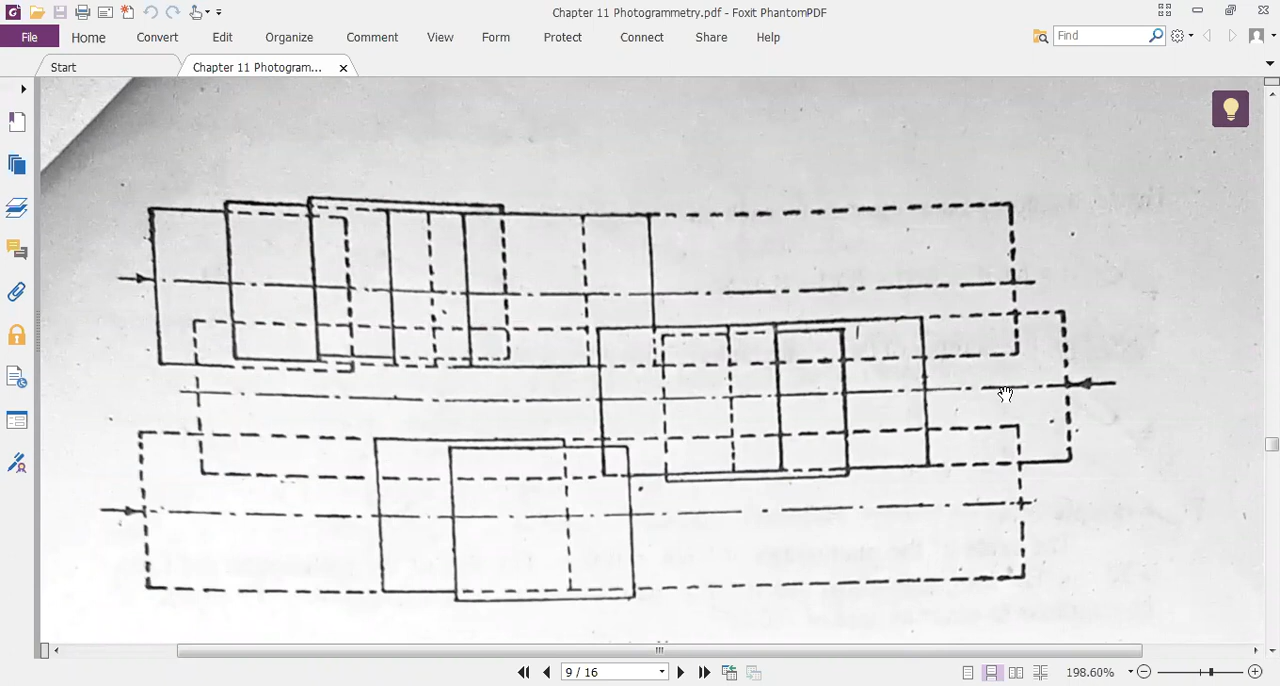 Chapter 11 Photogrammetry.pdf - Foxit PhantomPDF
File Home Convert Edit Organize Comment View Form Protect Connect Share Help Find
Start Chapter 11 Photogram...
9 / 16 198.60%